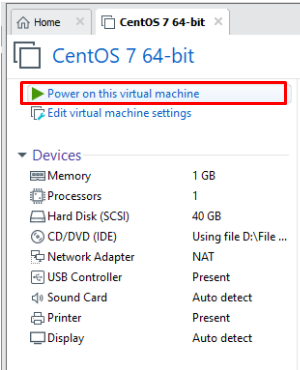 Home
CentOS 7 64-bit
CentOS 7 64-bit
Power on this virtual machine
Edit virtual machine settings
Devices
Memory 1 GB
Processors 1
Hard Disk (SCSI) 40 GB
CD/DVD (IDE) Using file D:\File ...
Network Adapter NAT
USB Controller Present
Sound Card Auto detect
Printer Present
Display Auto detect